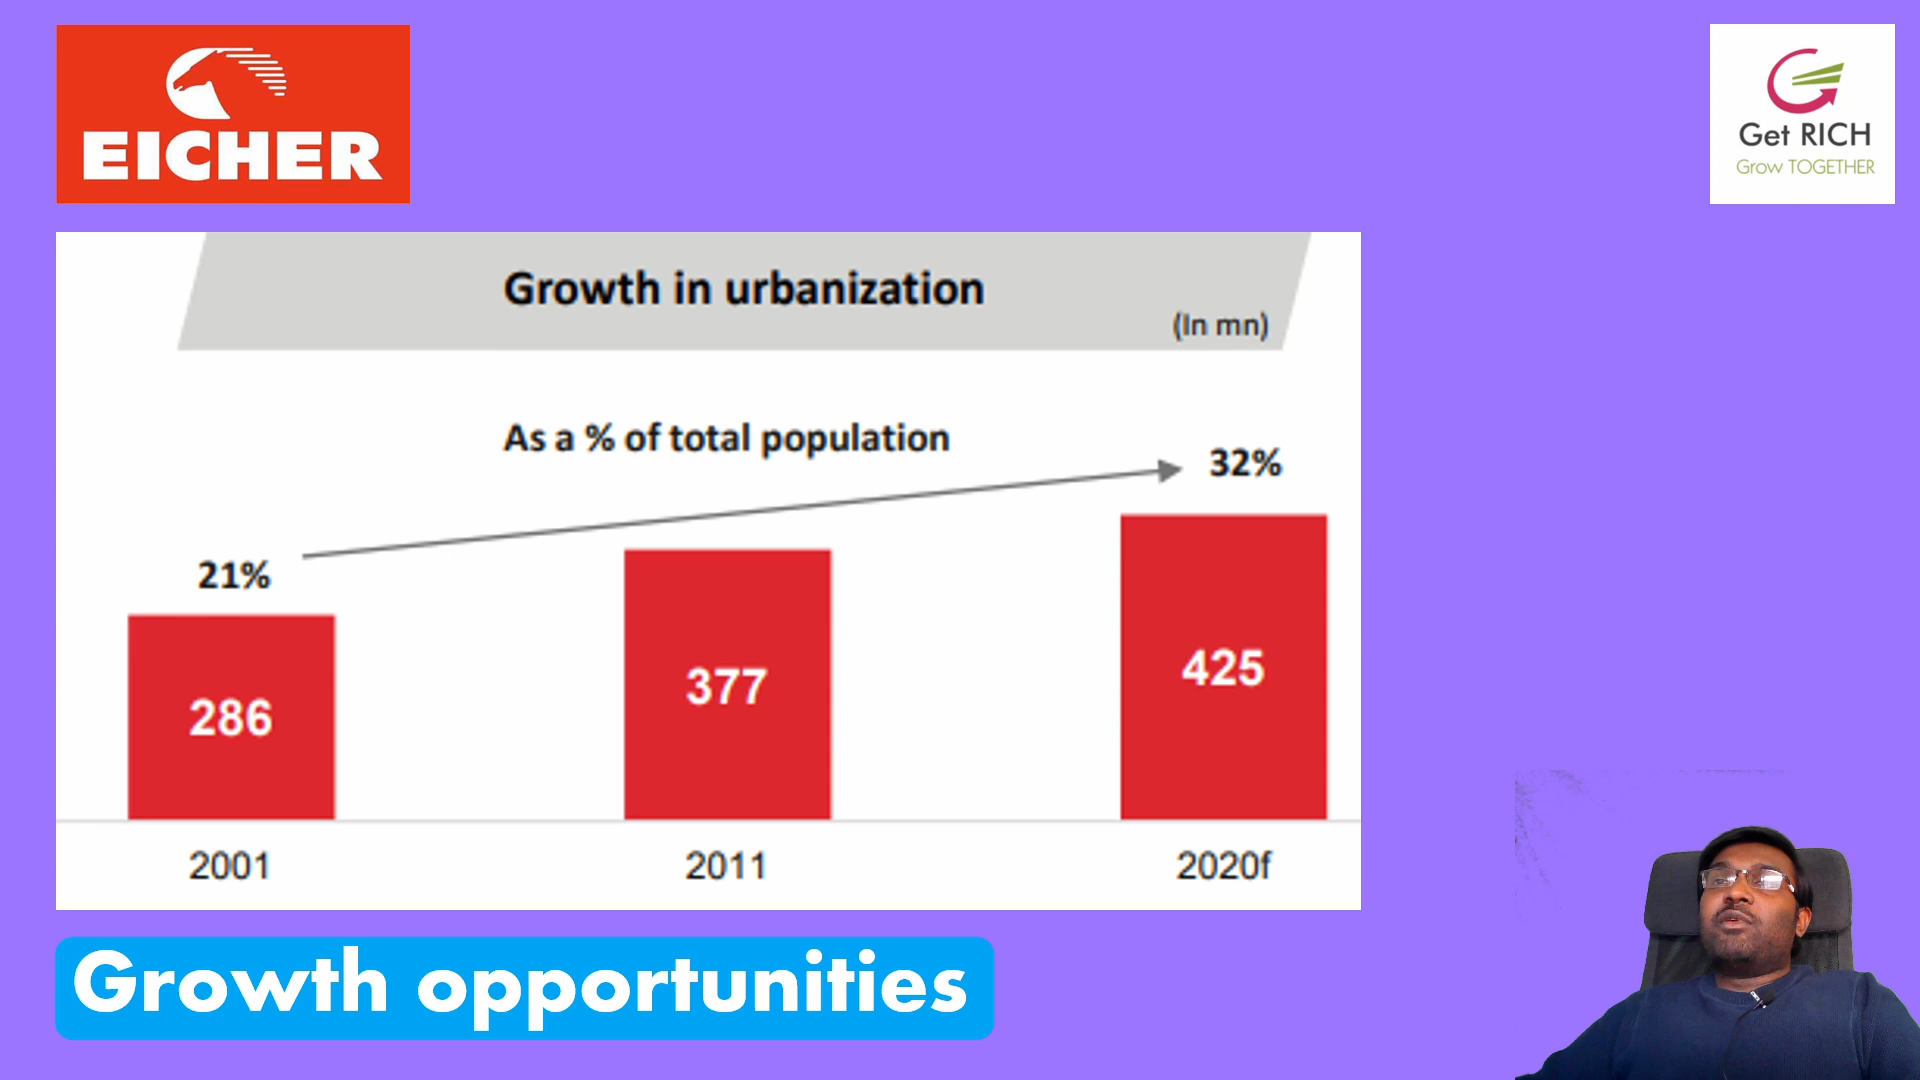 EICHER
Get RICH
Grow TOGETHER
Growth in urbanization
(In mn)
As a % of total population
32%
21%
286
377
425
2001
2011
2020f
Growth opportunities